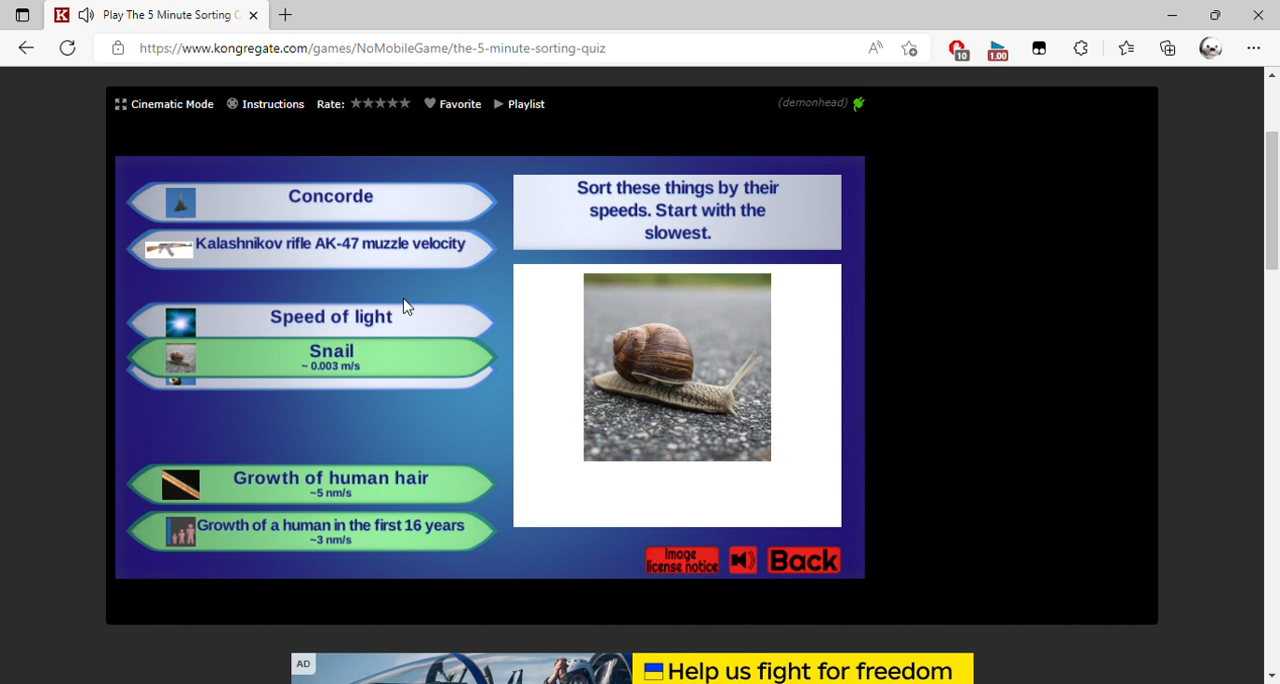 Play The 5 Minute Sorting
https://www.kongregate.com/games/NoMobileGame/the-5-minute-sorting-quiz
10
1.00
Cinematic Mode
Instructions
Rate:
Favorite
Playlist
(demonhead)
Concorde
Kalashnikov rifle AK-47 muzzle velocity
Speed of light
Snail
~ 0.003 m/s
Growth of human hair
~5 nm/s
Growth of a human in the first 16 years
~3 nm/s
Sort these things by their
speeds. Start with the
slowest.
Image
license notice
Back
AD
Help us fight for freedom